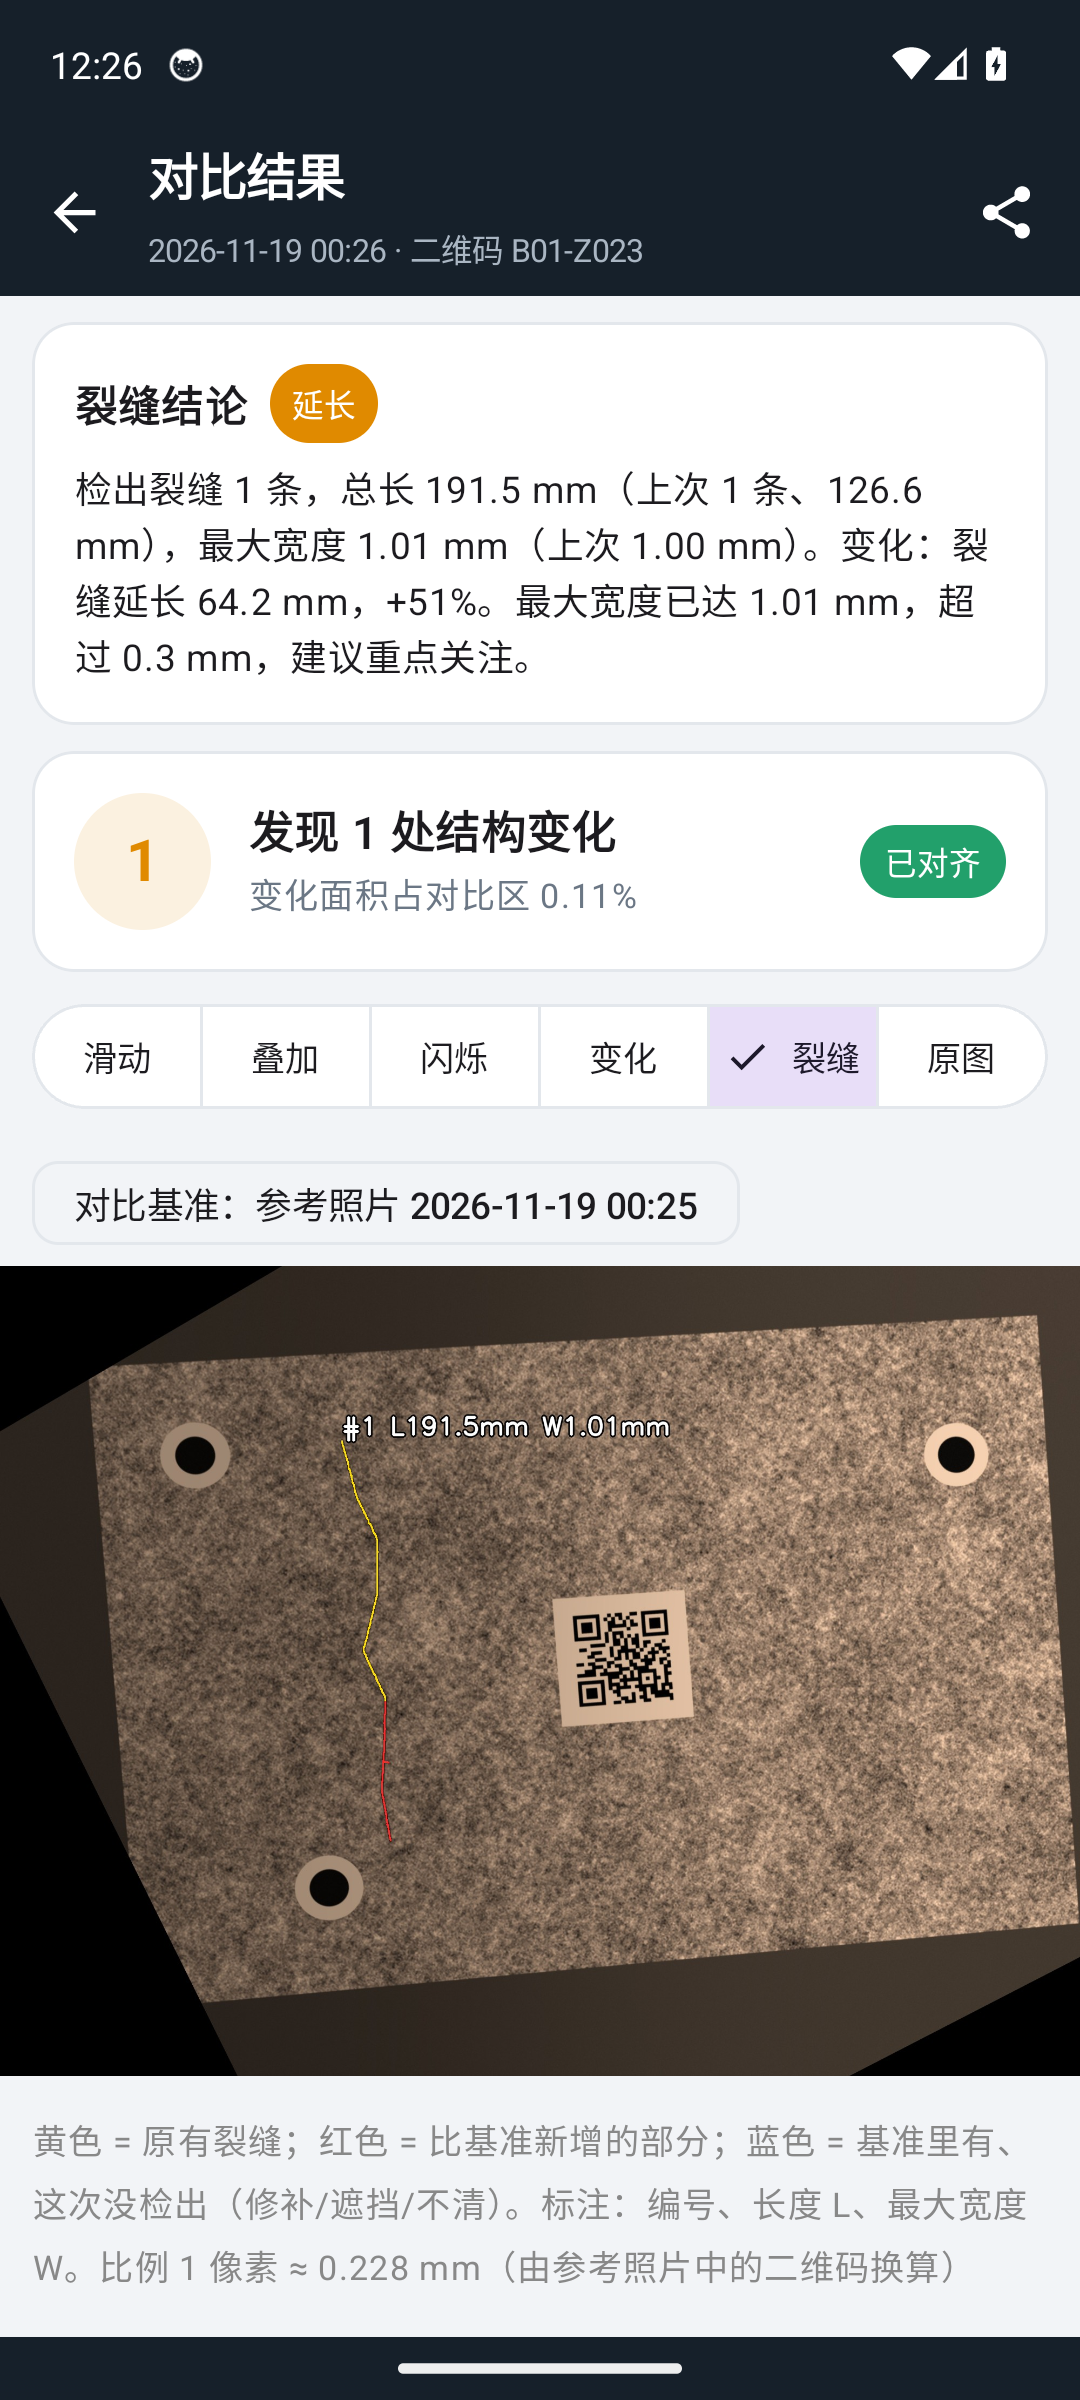 12:26
对比结果
2026-11-19 00:26 · 二维码 B01-Z023
裂缝结论 延长
检出裂缝 1 条，总长 191.5 mm（上次 1 条、126.6
mm），最大宽度 1.01 mm（上次 1.00 mm）。变化：裂
缝延长 64.2 mm，+51%。最大宽度已达 1.01 mm，超
过 0.3 mm，建议重点关注。
1
发现 1 处结构变化
变化面积占对比区 0.11%
已对齐
滑动 叠加 闪烁 变化 裂缝 原图
对比基准：参考照片 2026-11-19 00:25
#1 L191.5mm W1.01mm
黄色 = 原有裂缝；红色 = 比基准新增的部分；蓝色 = 基准里有、
这次没检出（修补/遮挡/不清）。标注：编号、长度 L、最大宽度
W。比例 1 像素 ≈ 0.228 mm（由参考照片中的二维码换算）